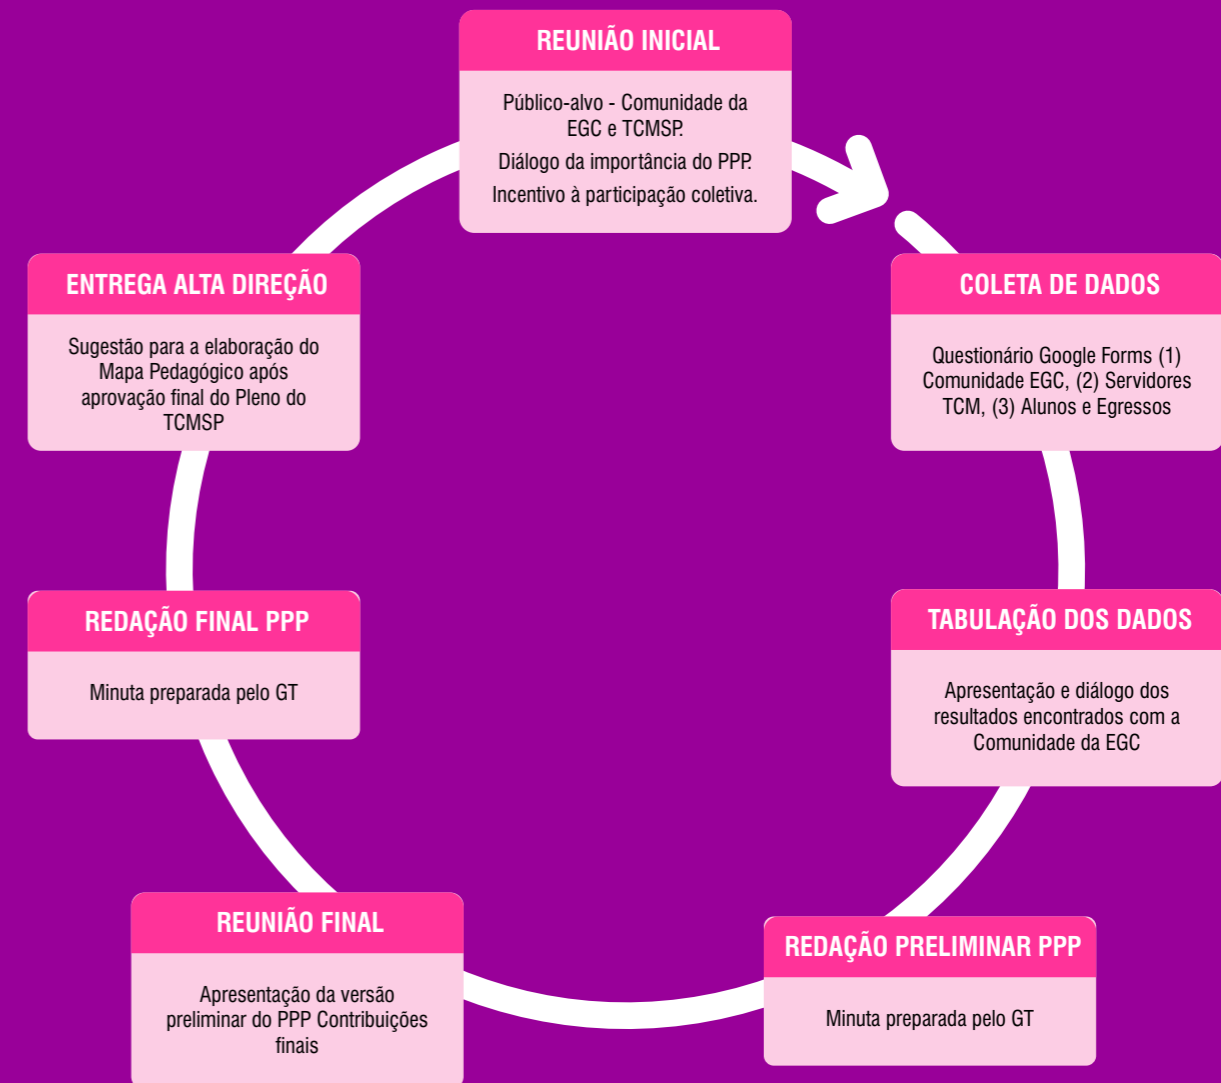 REUNIÃO INICIAL
Público-alvo - Comunidade da
EGC e TCMSP.
Diálogo da importância do PPP.
Incentivo à participação coletiva.
COLETA DE DADOS
Questionário Google Forms (1)
Comunidade EGC, (2) Servidores
TCM, (3) Alunos e Egressos
TABULAÇÃO DOS DADOS
Apresentação e diálogo dos
resultados encontrados com a
Comunidade da EGC
REDAÇÃO PRELIMINAR PPP
Minuta preparada pelo GT
REUNIÃO FINAL
Apresentação da versão
preliminar do PPP Contribuições
finais
REDAÇÃO FINAL PPP
Minuta preparada pelo GT
ENTREGA ALTA DIREÇÃO
Sugestão para a elaboração do
Mapa Pedagógico após
aprovação final do Pleno do
TCMSP